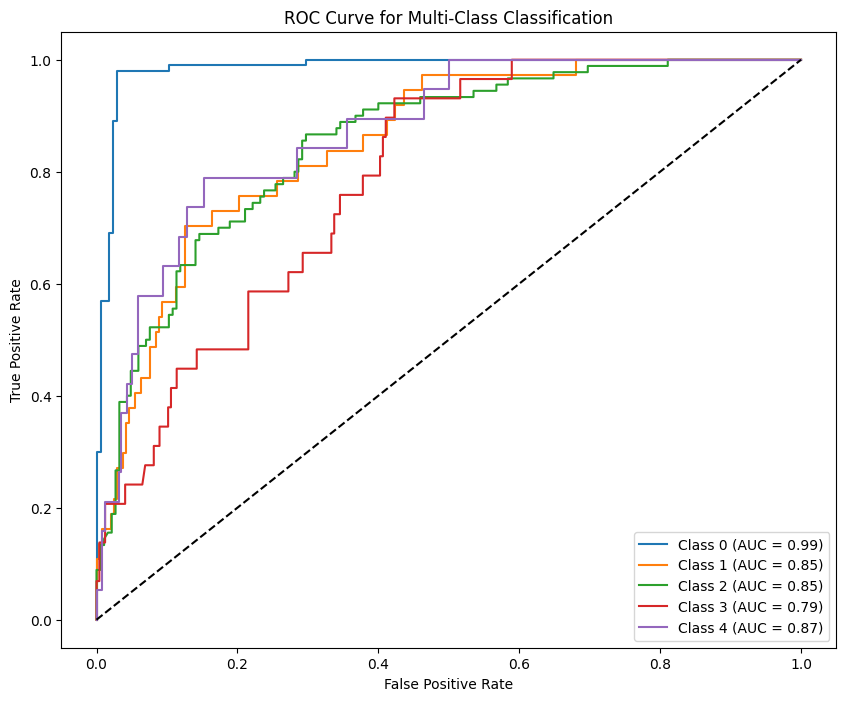 ROC Curve for Multi-Class Classification
True Positive Rate
1.0
0.8
0.6
0.4
0.2
0.0
Class 0 (AUC = 0.99)
Class 1 (AUC = 0.85)
Class 2 (AUC = 0.85)
Class 3 (AUC = 0.79)
Class 4 (AUC = 0.87)
0.0 0.2 0.4 0.6 0.8 1.0
False Positive Rate